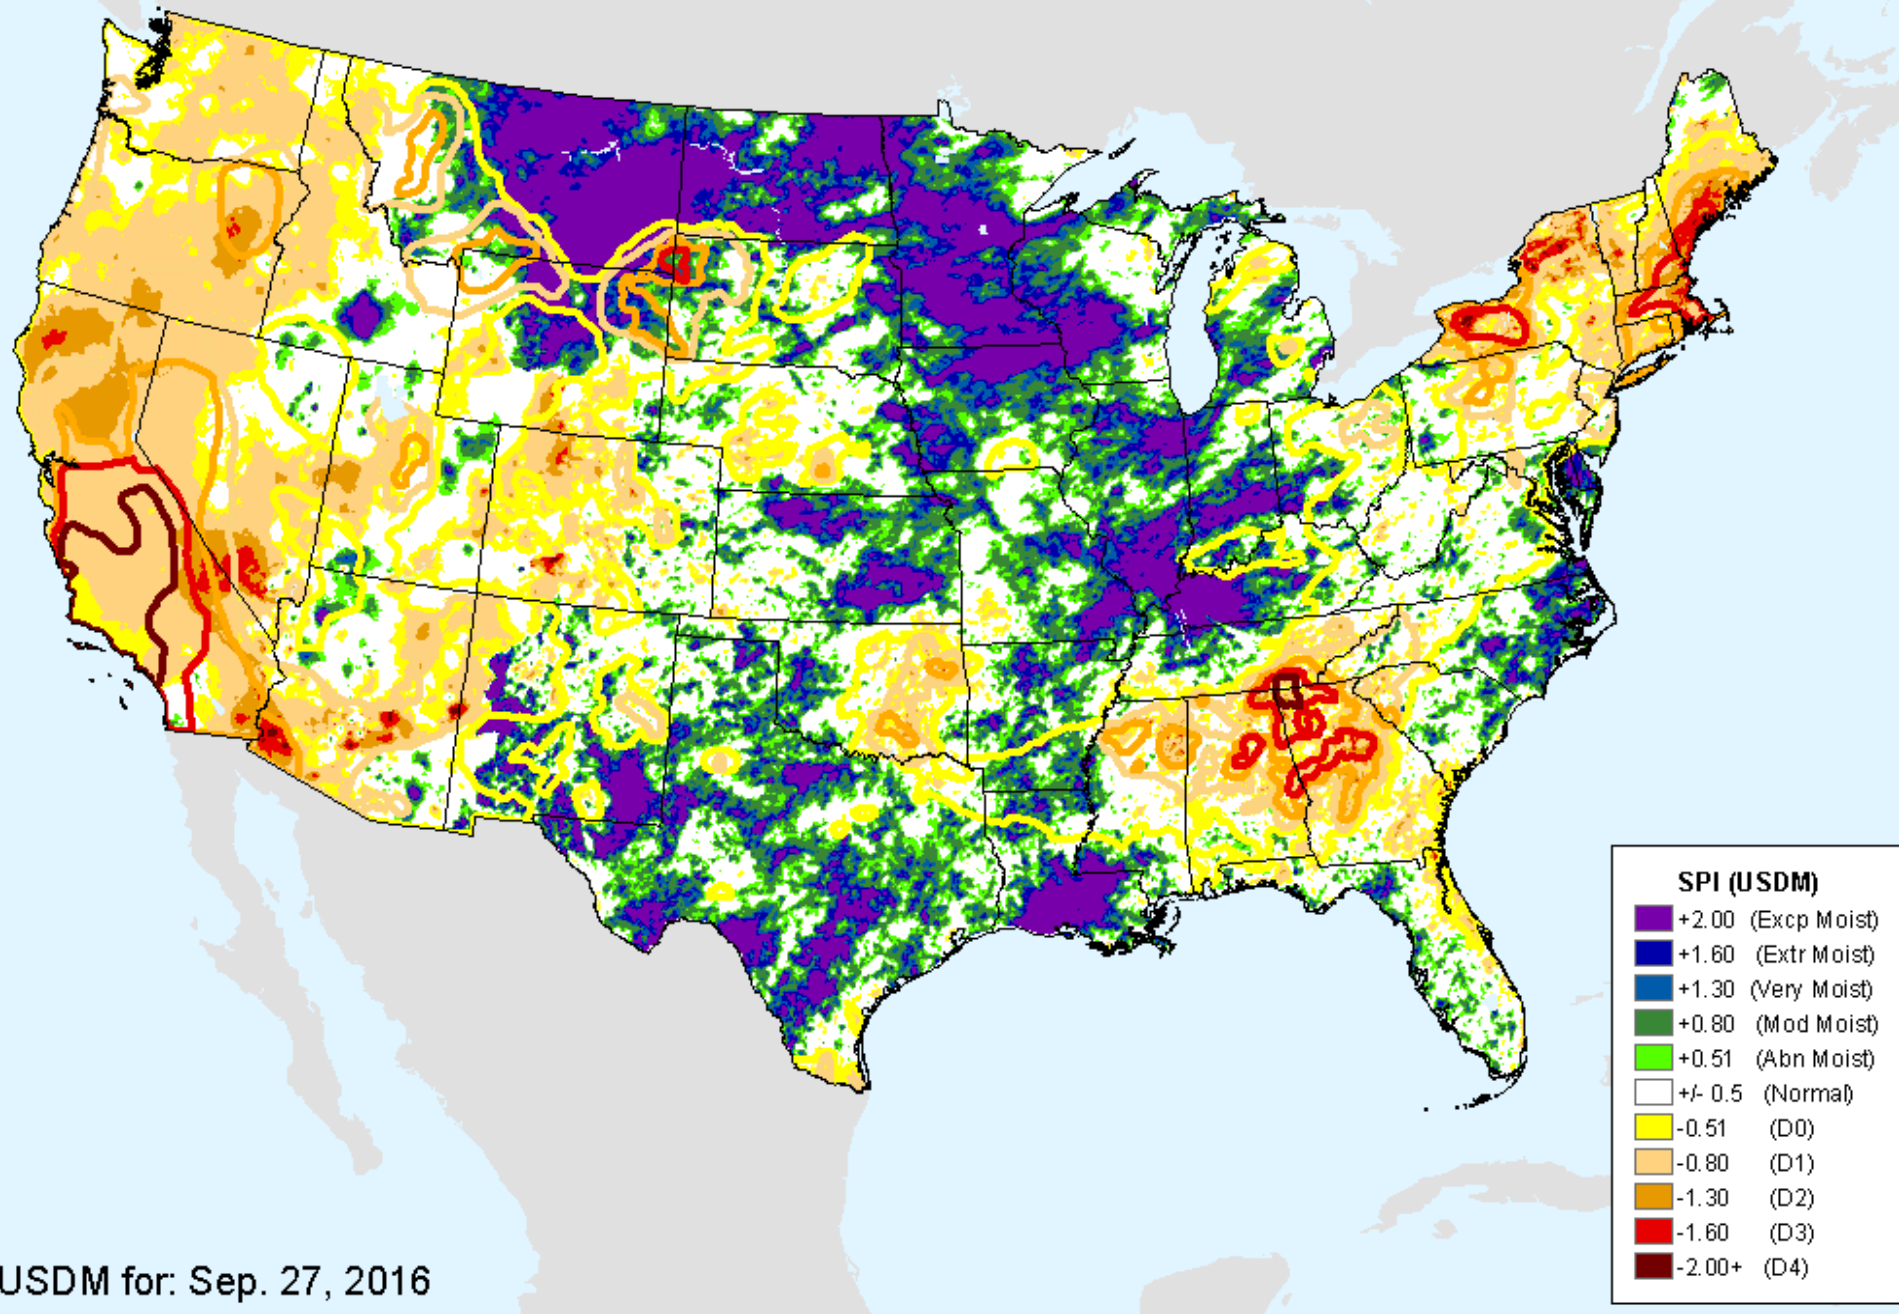 SPI (USDM)
+2.00 (Excp Moist)
+1.60 (Extr Moist)
+1.30 (Very Moist)
+0.80 (Mod Moist)
+0.51 (Abn Moist)
+/- 0.5 (Normal)
-0.51 (D0)
-0.80 (D1)
-1.30 (D2)
-1.60 (D3)
-2.00+ (D4)
USDM for: Sep. 27, 2016